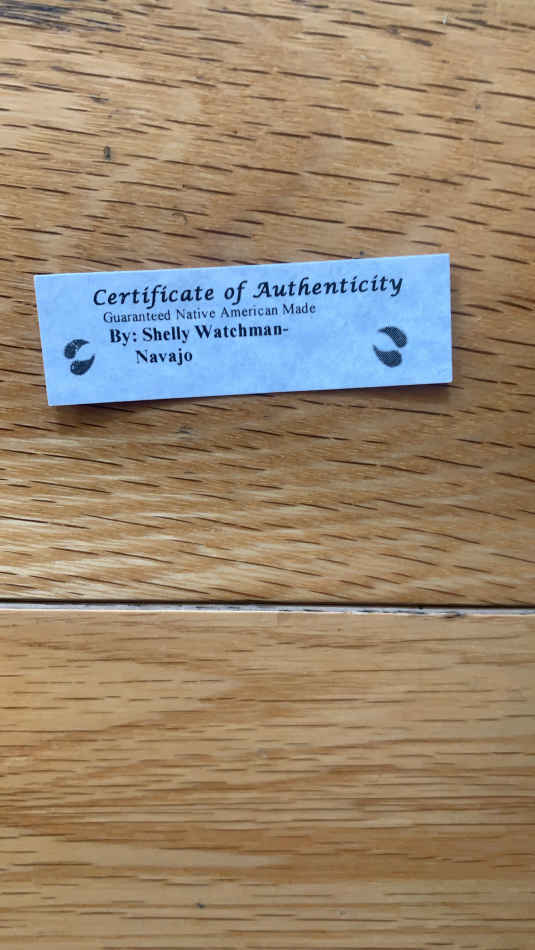 Certificate of Authenticity
Guaranteed Native American Made
By: Shelly Watchman-
Navajo